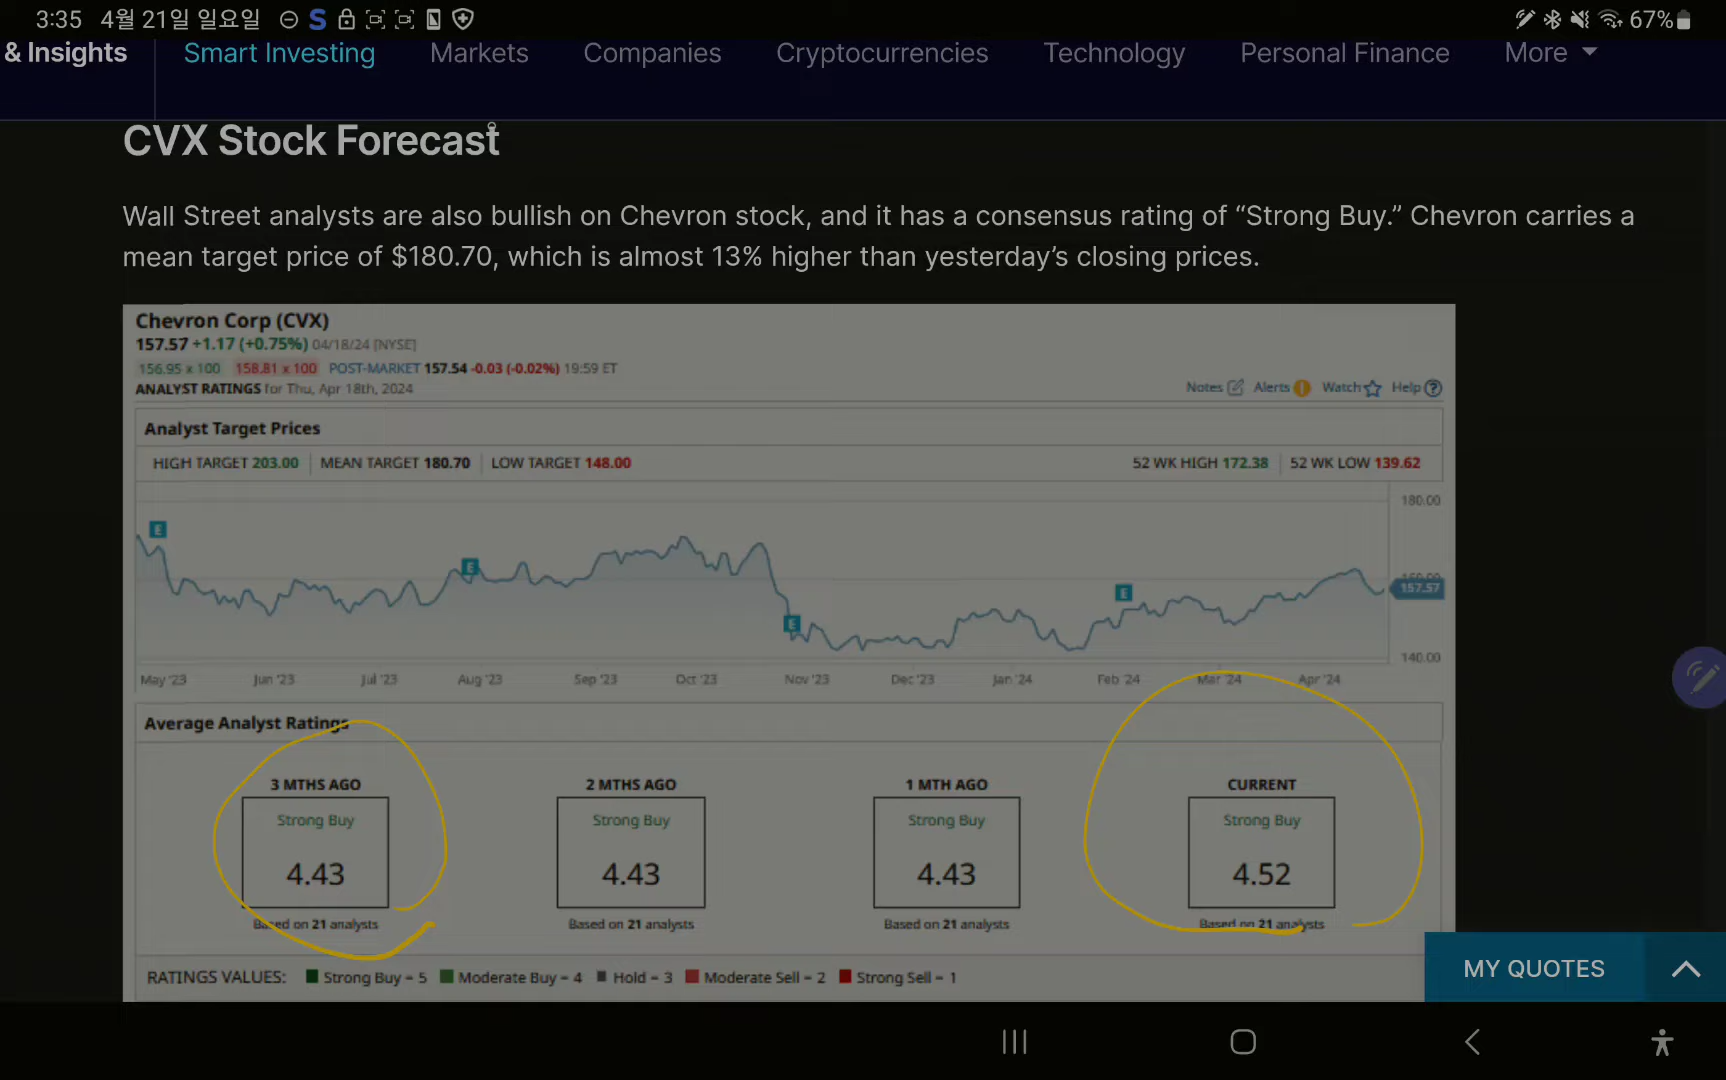 3:35 4월 21일 일요일 S 67%
& Insights Smart Investing Markets Companies Cryptocurrencies Technology Personal Finance More
CVX Stock Forecast
Wall Street analysts are also bullish on Chevron stock, and it has a consensus rating of “Strong Buy.” Chevron carries a
mean target price of $180.70, which is almost 13% higher than yesterday’s closing prices.
Chevron Corp (CVX)
157.57 +1.17 (+0.75%) 04/18/24 [NYSE]
156.95 x 100 158.81 x 100 POST-MARKET 157.54 -0.03 (-0.02%) 19:59 ET
ANALYST RATINGS for Thu, Apr 18th, 2024 Notes Alerts Watch Help
Analyst Target Prices
HIGH TARGET 203.00 MEAN TARGET 180.70 LOW TARGET 148.00 52 WK HIGH 172.38 52 WK LOW 139.62
180.00
E E E E
160.00
157.57
140.00
May '23 Jun '23 Jul '23 Aug '23 Sep '23 Oct '23 Nov '23 Dec '23 Jan '24 Feb '24 Mar '24 Apr '24
Average Analyst Ratings
3 MTHS AGO 2 MTHS AGO 1 MTH AGO CURRENT
Strong Buy Strong Buy Strong Buy Strong Buy
4.43 4.43 4.43 4.52
Based on 21 analysts Based on 21 analysts Based on 21 analysts Based on 21 analysts
RATINGS VALUES: Strong Buy = 5 Moderate Buy = 4 Hold = 3 Moderate Sell = 2 Strong Sell = 1
MY QUOTES